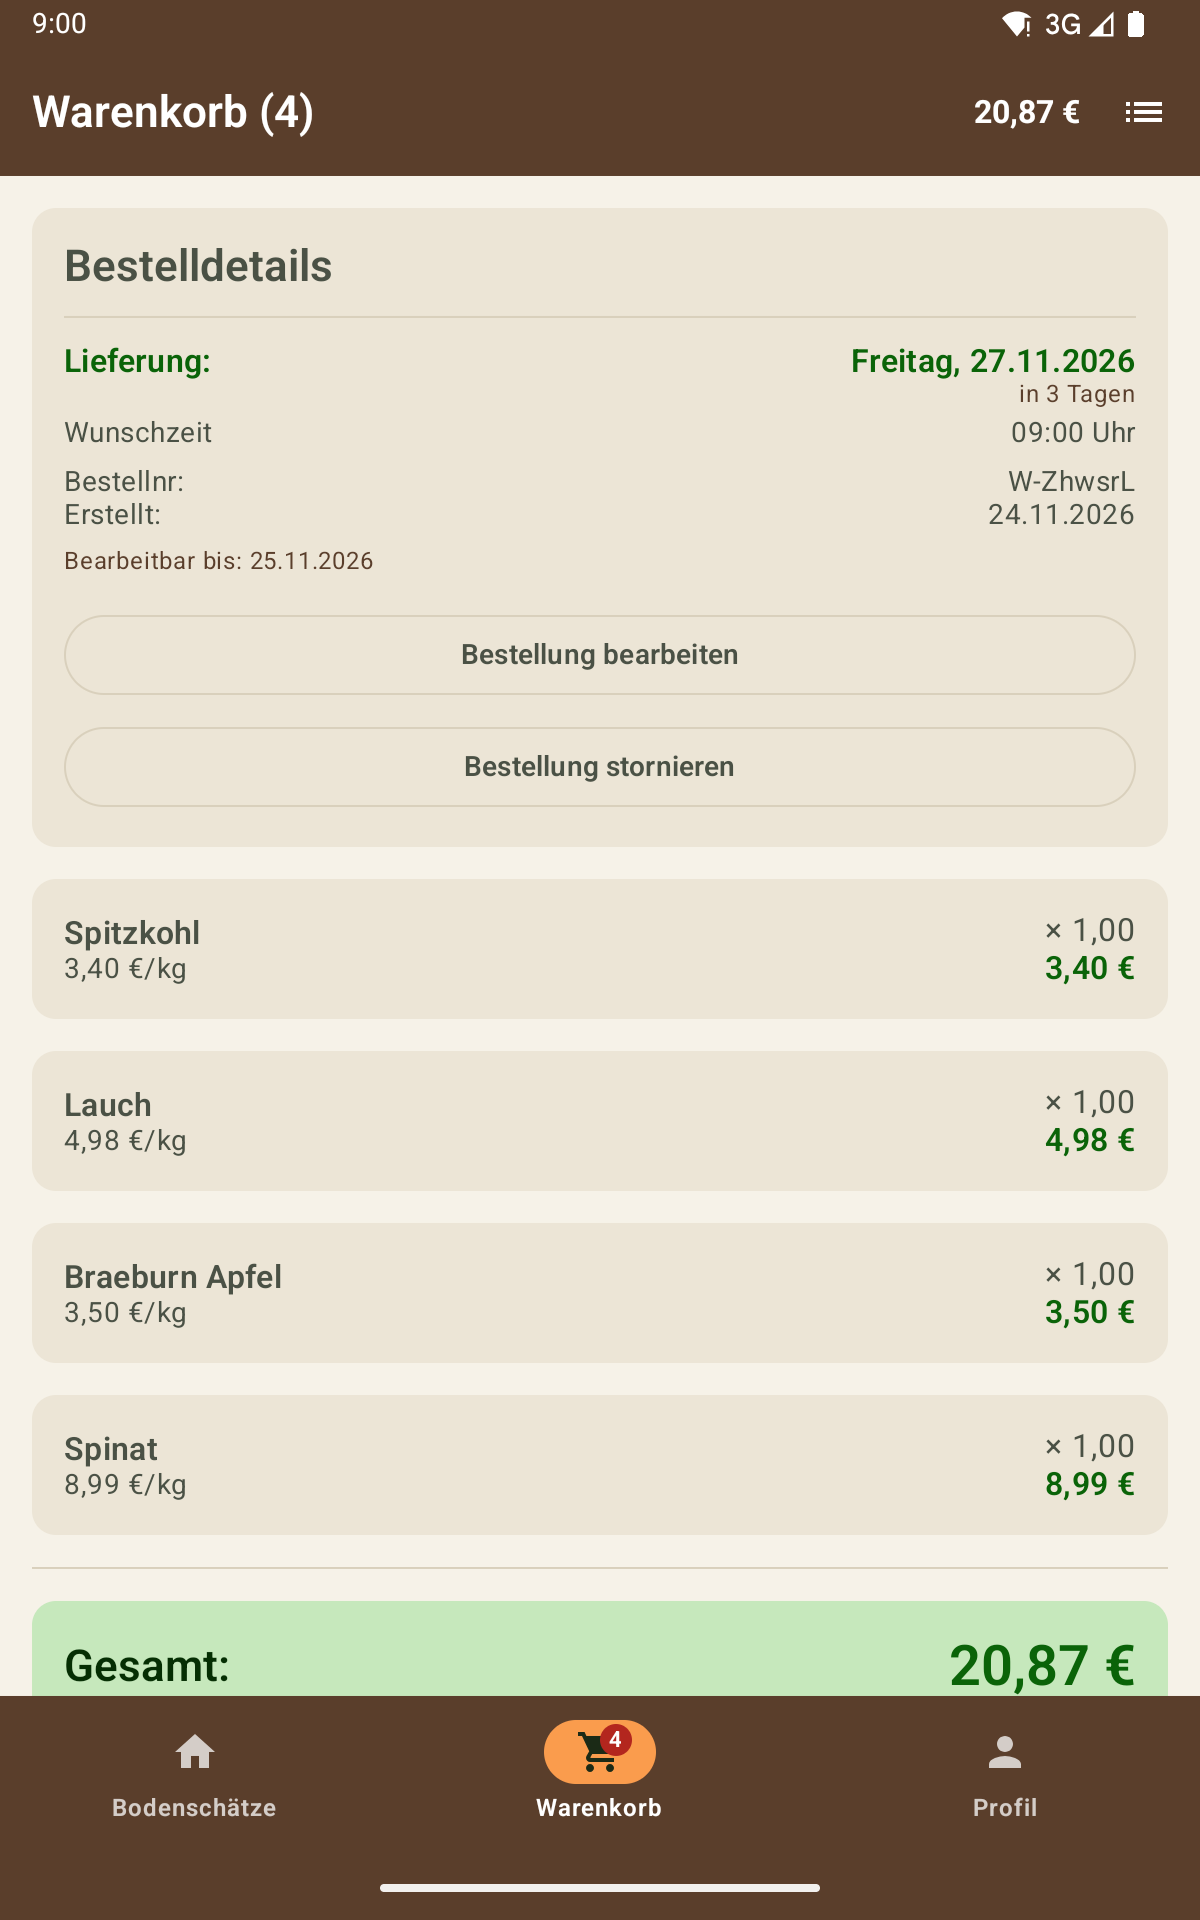 9:00
3G
Warenkorb (4)
20,87 €
Bestelldetails
Lieferung:
Freitag, 27.11.2026
in 3 Tagen
Wunschzeit
09:00 Uhr
Bestellnr:
W-ZhwsrL
Erstellt:
24.11.2026
Bearbeitbar bis: 25.11.2026
Bestellung bearbeiten
Bestellung stornieren
Spitzkohl
× 1,00
3,40 €/kg
3,40 €
Lauch
× 1,00
4,98 €/kg
4,98 €
Braeburn Apfel
× 1,00
3,50 €/kg
3,50 €
Spinat
× 1,00
8,99 €/kg
8,99 €
Gesamt:
20,87 €
4
Bodenschätze
Warenkorb
Profil